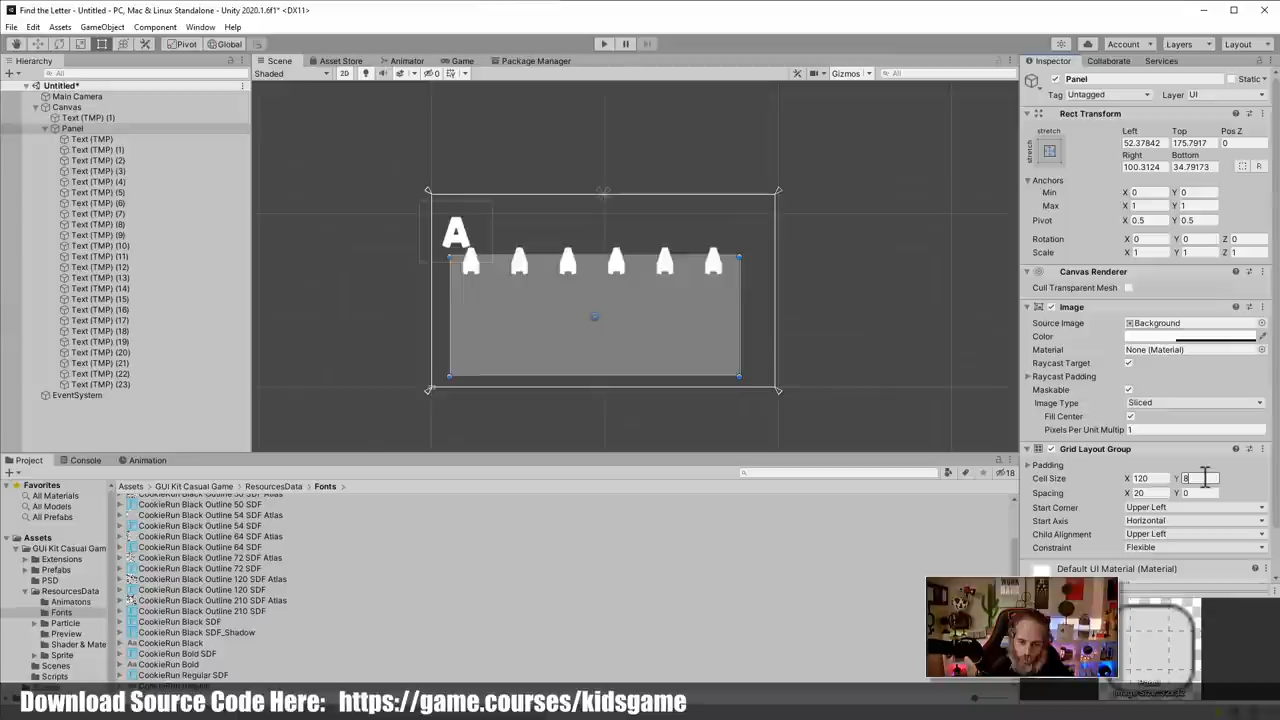 Find the Letter - Untitled - PC, Mac & Linux Standalone - Unity 2020.1.6f1* <DX11>
File Edit Assets GameObject Component Window Help
Pivot Global Account Layers Layout
Hierarchy Scene Asset Store Animator Game Package Manager Inspector Collaborate Services
All Shaded 2D 0 Gizmos All
Untitled*
Main Camera
Canvas
Text (TMP) (1)
Panel
Text (TMP)
Text (TMP) (1)
Text (TMP) (2)
Text (TMP) (3)
Text (TMP) (4)
Text (TMP) (5)
Text (TMP) (6)
Text (TMP) (7)
Text (TMP) (8)
Text (TMP) (9)
Text (TMP) (10)
Text (TMP) (11)
Text (TMP) (12)
Text (TMP) (13)
Text (TMP) (14)
Text (TMP) (15)
Text (TMP) (16)
Text (TMP) (17)
Text (TMP) (18)
Text (TMP) (19)
Text (TMP) (20)
Text (TMP) (21)
Text (TMP) (22)
Text (TMP) (23)
EventSystem
A
A A A A A A
Panel Static
Tag Untagged Layer UI
Rect Transform
stretch Left Top Pos Z
stretch 52.37842 175.7917 0
Right Bottom
100.3124 34.79173 R
Anchors
Min X 0 Y 0
Max X 1 Y 1
Pivot X 0.5 Y 0.5
Rotation X 0 Y 0 Z 0
Scale X 1 Y 1 Z 1
Canvas Renderer
Cull Transparent Mesh
Image
Source Image Background
Color
Material None (Material)
Raycast Target
Raycast Padding
Maskable
Image Type Sliced
Fill Center
Pixels Per Unit Multip 1
Grid Layout Group
Padding
Cell Size X 120 Y 8
Spacing X 20 Y 0
Start Corner Upper Left
Start Axis Horizontal
Child Alignment Upper Left
Constraint Flexible
Default UI Material (Material)
Project Console Animation
18
Favorites
All Materials
All Models
All Prefabs
Assets
GUI Kit Casual Gam
Extensions
Prefabs
PSD
ResourcesData
Animatons
Fonts
Particle
Preview
Shader & Mate
Sprite
Scenes
Scripts
Assets GUI Kit Casual Game ResourcesData Fonts
CookieRun Black Outline 50 SDF Atlas
CookieRun Black Outline 50 SDF
CookieRun Black Outline 54 SDF Atlas
CookieRun Black Outline 54 SDF
CookieRun Black Outline 64 SDF Atlas
CookieRun Black Outline 64 SDF
CookieRun Black Outline 72 SDF Atlas
CookieRun Black Outline 72 SDF
CookieRun Black Outline 120 SDF Atlas
CookieRun Black Outline 120 SDF
CookieRun Black Outline 210 SDF Atlas
CookieRun Black Outline 210 SDF
CookieRun Black SDF
CookieRun Black SDF_Shadow
CookieRun Black
CookieRun Bold SDF
CookieRun Bold
CookieRun Regular SDF
Panel
Image Size: 32x32
Download Source Code Here: https://game.courses/kidsgame